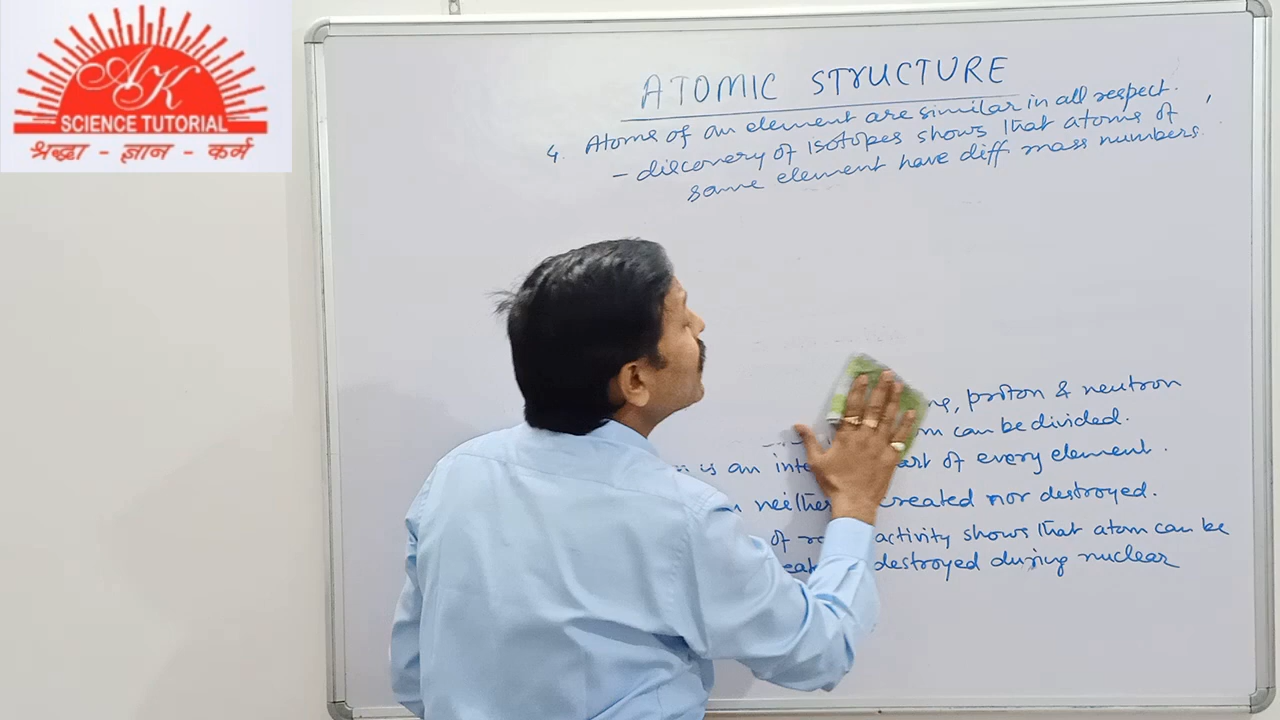 AK
SCIENCE TUTORIAL
श्रद्धा - ज्ञान - कर्म
ATOMIC STRUCTURE
4. Atoms of an element are similar in all respect.
- discovery of isotopes shows that atoms of
same element have diff mass numbers.
proton & neutron
can be divided.
is an of every element.
created nor destroyed.
of activity shows that atom can be
destroyed during nuclear